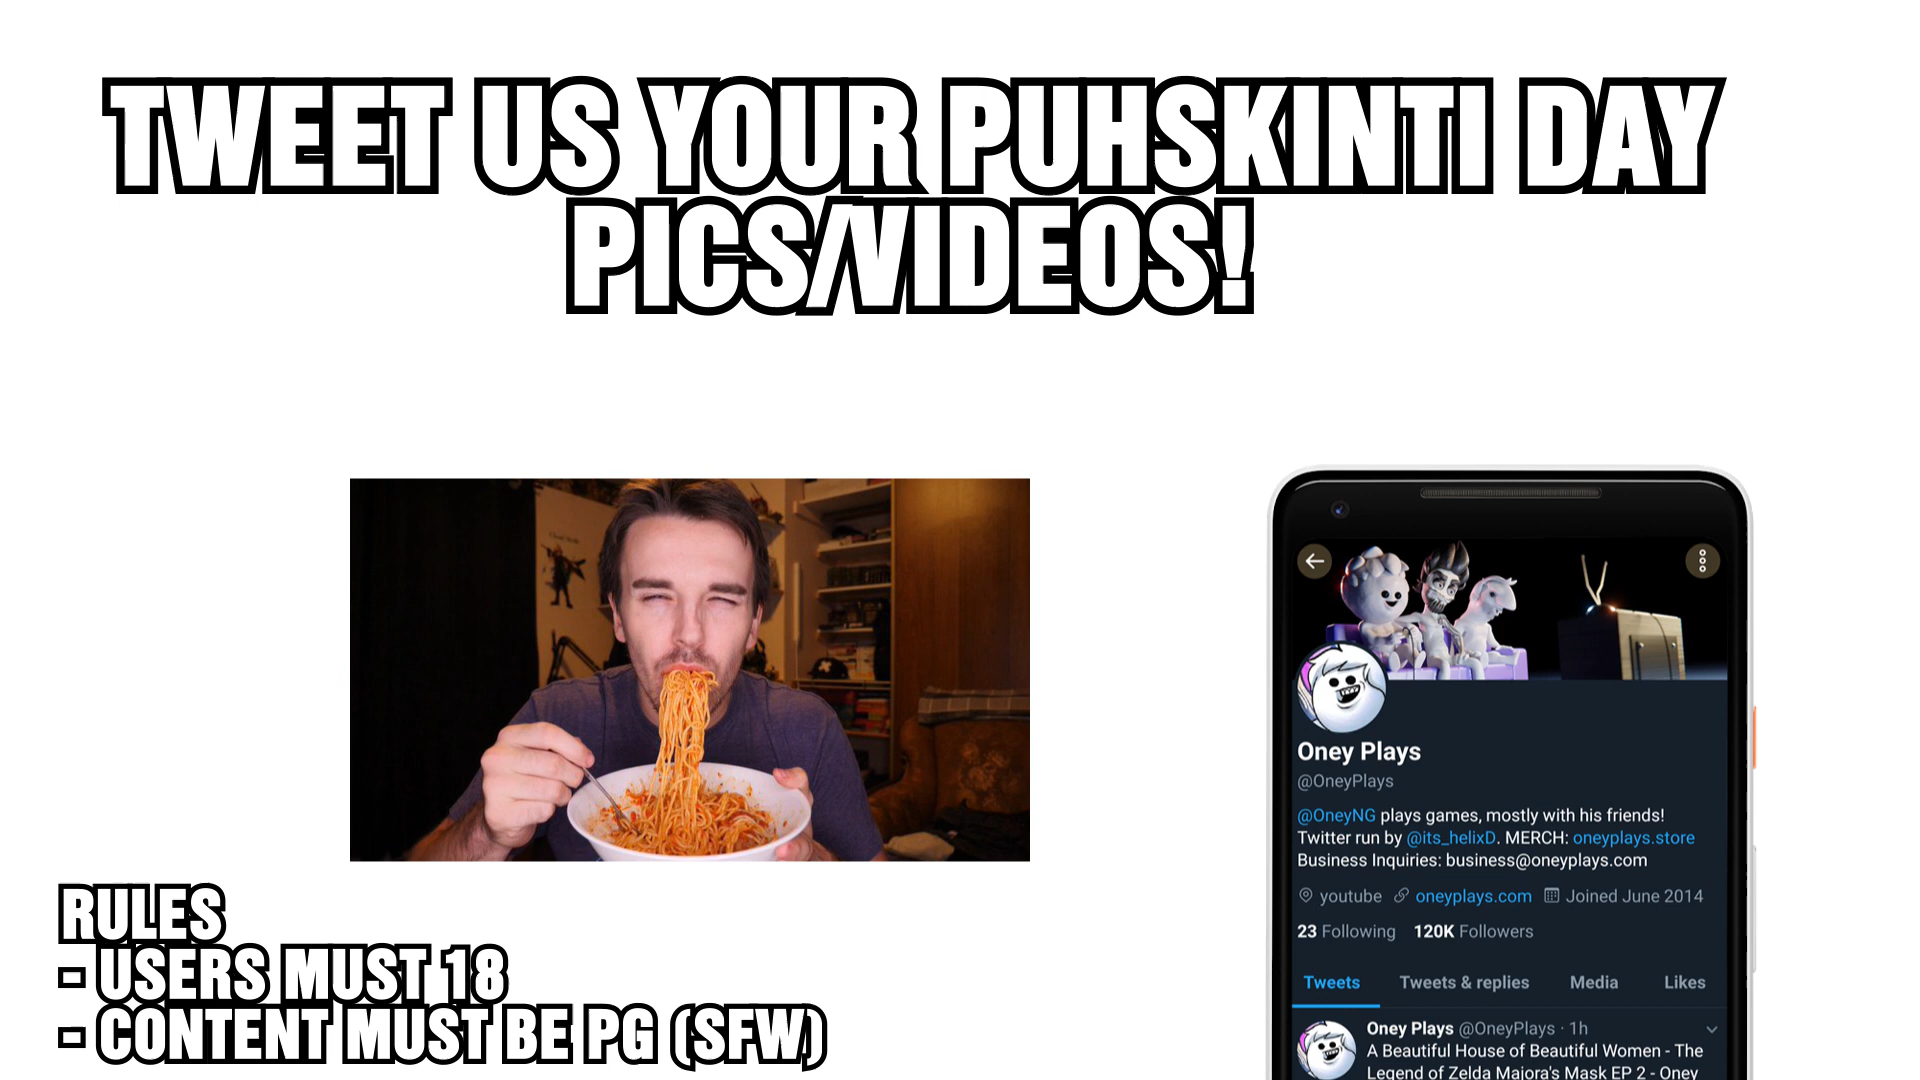 TWEET US YOUR PUHSKINTI DAY
PICS/VIDEOS!
RULES
- USERS MUST 18
- CONTENT MUST BE PG (SFW)
Oney Plays
@OneyPlays
@OneyNG plays games, mostly with his friends!
Twitter run by @its_helixD. MERCH: oneyplays.store
Business Inquiries: business@oneyplays.com
youtube oneyplays.com Joined June 2014
23 Following 120K Followers
Tweets Tweets & replies Media Likes
Oney Plays @OneyPlays · 1h
A Beautiful House of Beautiful Women - The
Legend of Zelda Majora's Mask EP 2 - Oney